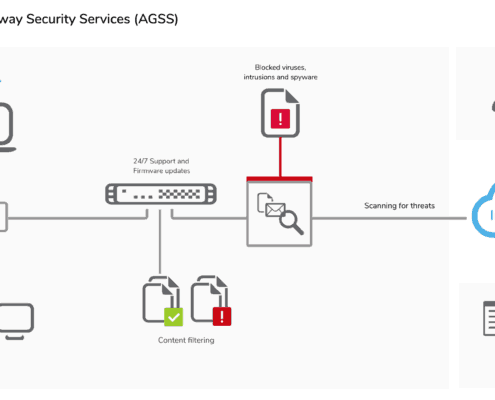 way Security Services (AGSS)
Blocked viruses,
intrusions and spyware
24/7 Support and
Firmware updates
Scanning for threats
Content filtering